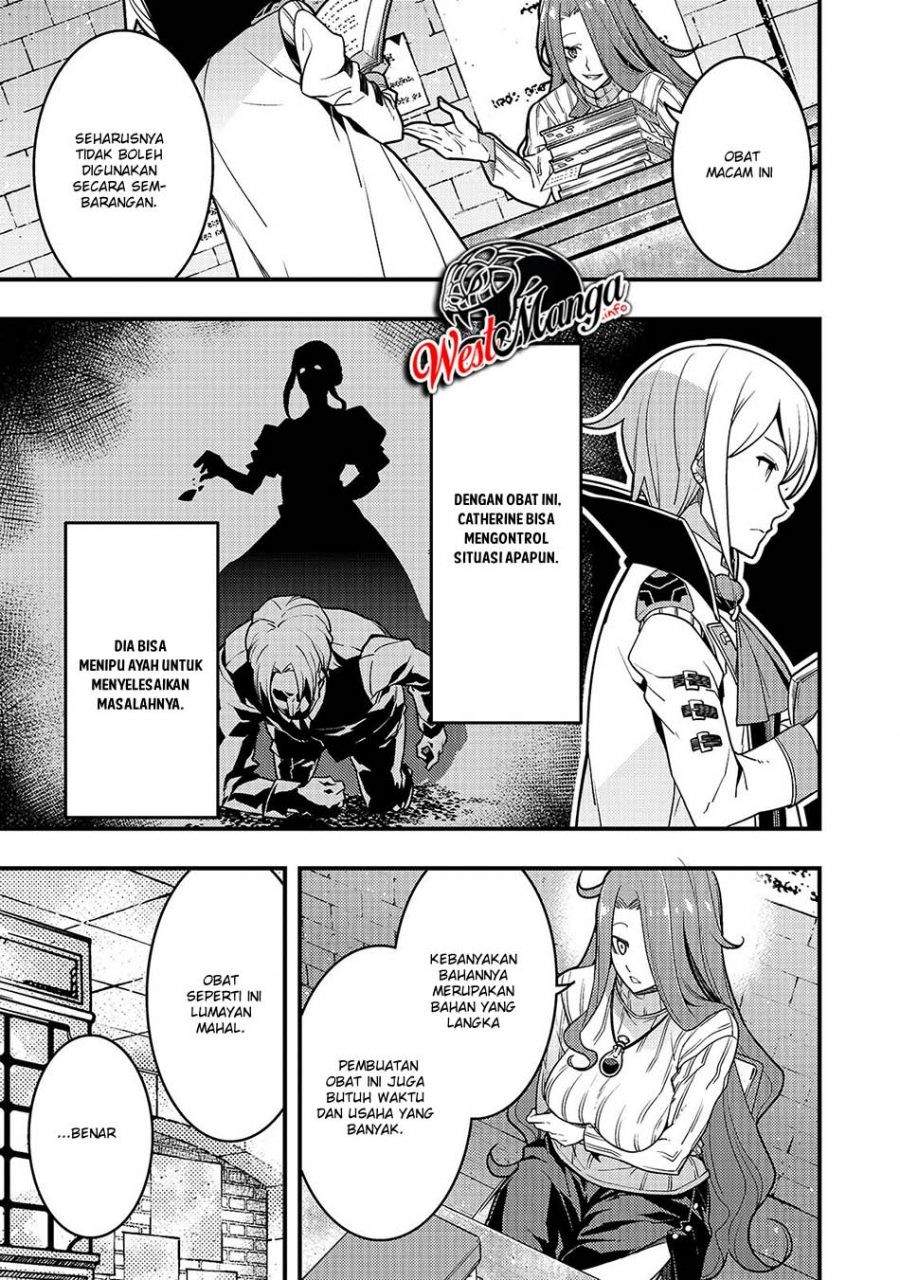 OBAT
MACAM INI
SEHARUSNYA
TIDAK BOLEH
DIGUNAKAN
SECARA SEM-
BARANGAN.
WestManga
.info
DENGAN OBAT INI,
CATHERINE BISA
MENGONTROL
SITUASI APAPUN.
DIA BISA
MENIPU AYAH UNTUK
MENYELESAIKAN
MASALAHNYA.
KEBANYAKAN
BAHANNYA
MERUPAKAN
BAHAN YANG
LANGKA
PEMBUATAN
OBAT INI JUGA
BUTUH WAKTU
DAN USAHA YANG
BANYAK.
OBAT
SEPERTI INI
LUMAYAN
MAHAL.
...BENAR